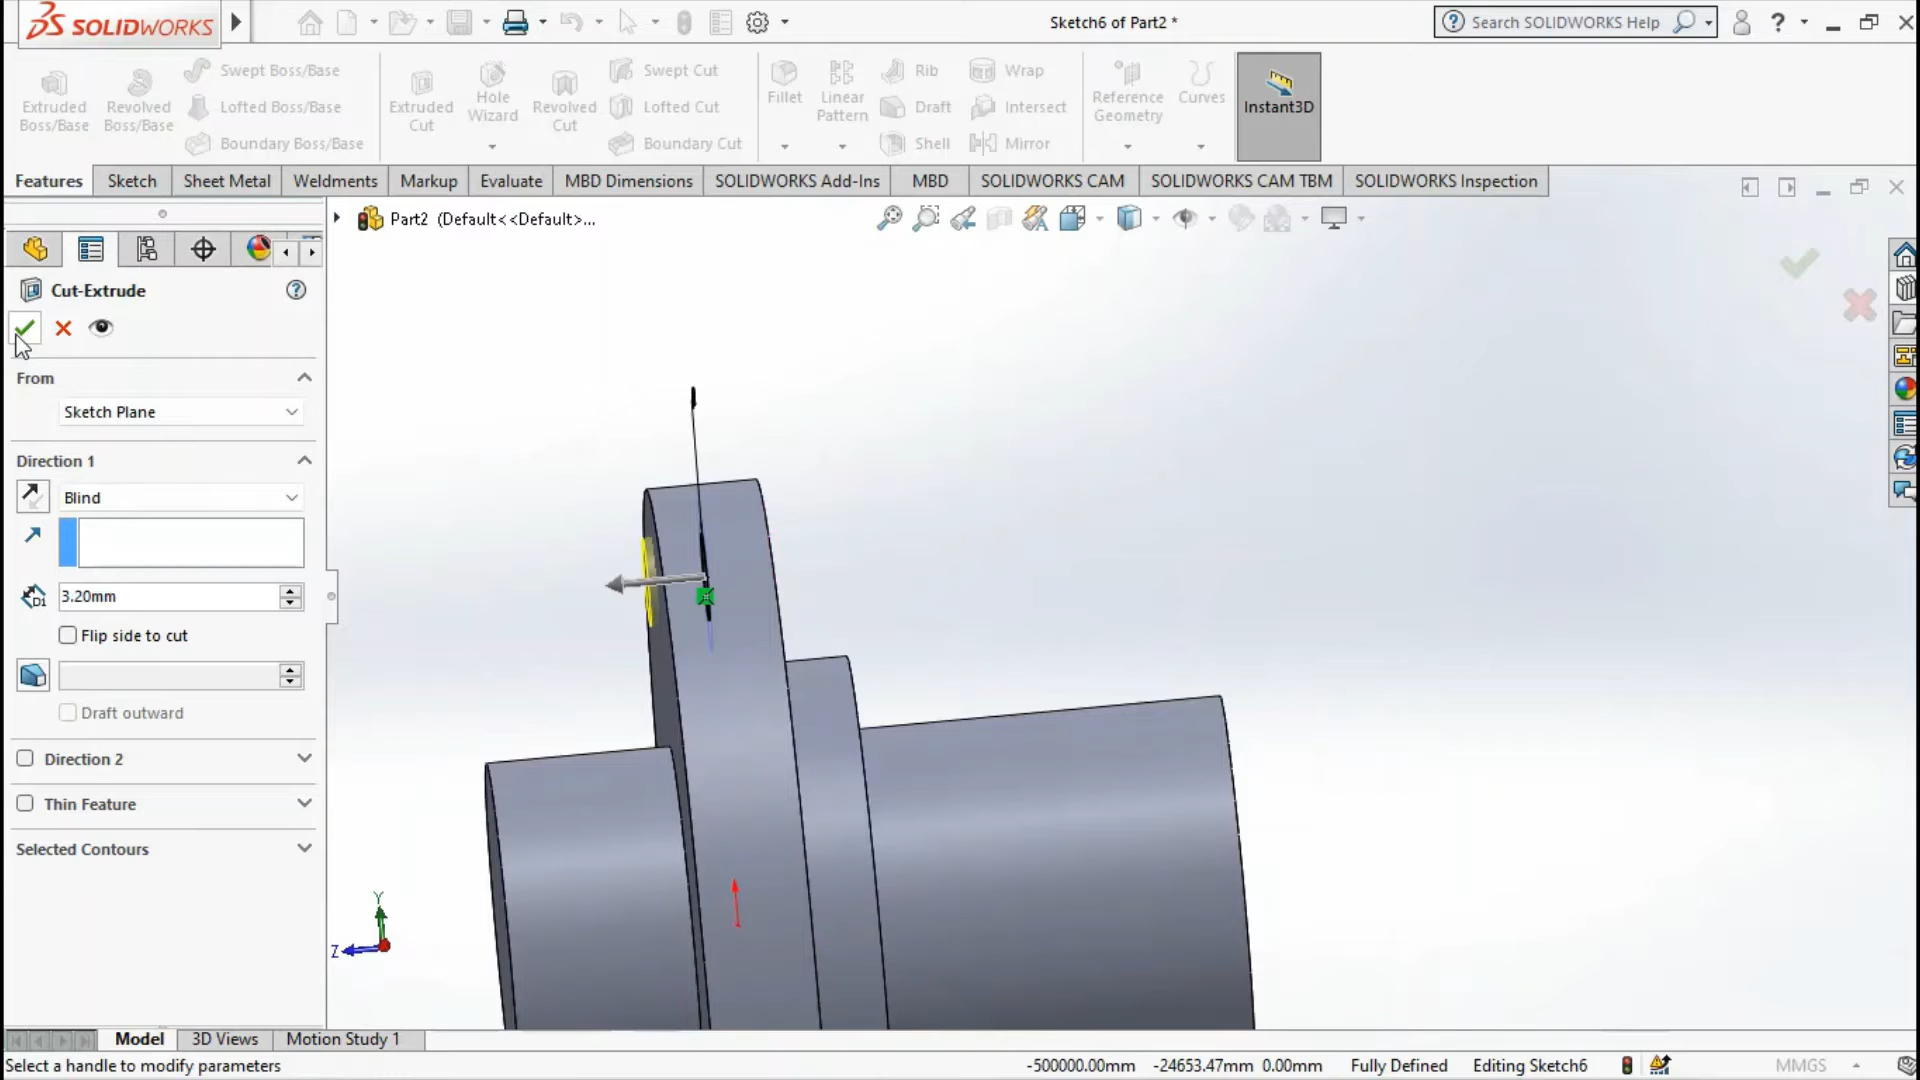 SOLIDWORKS
Sketch6 of Part2 *
Search SOLIDWORKS Help
?
Extruded Boss/Base
Revolved Boss/Base
Swept Boss/Base
Lofted Boss/Base
Boundary Boss/Base
Extruded Cut
Hole Wizard
Revolved Cut
Swept Cut
Lofted Cut
Boundary Cut
Fillet
Linear Pattern
Rib
Draft
Shell
Wrap
Intersect
Mirror
Reference Geometry
Curves
Instant3D
Features
Sketch
Sheet Metal
Weldments
Markup
Evaluate
MBD Dimensions
SOLIDWORKS Add-Ins
MBD
SOLIDWORKS CAM
SOLIDWORKS CAM TBM
SOLIDWORKS Inspection
Part2 (Default<<Default>...
Cut-Extrude
?
From
Sketch Plane
Direction 1
Blind
D1
3.20mm
Flip side to cut
Draft outward
Direction 2
Thin Feature
Selected Contours
Y
Z
Model
3D Views
Motion Study 1
Select a handle to modify parameters
-500000.00mm
-24653.47mm
0.00mm
Fully Defined
Editing Sketch6
MMGS